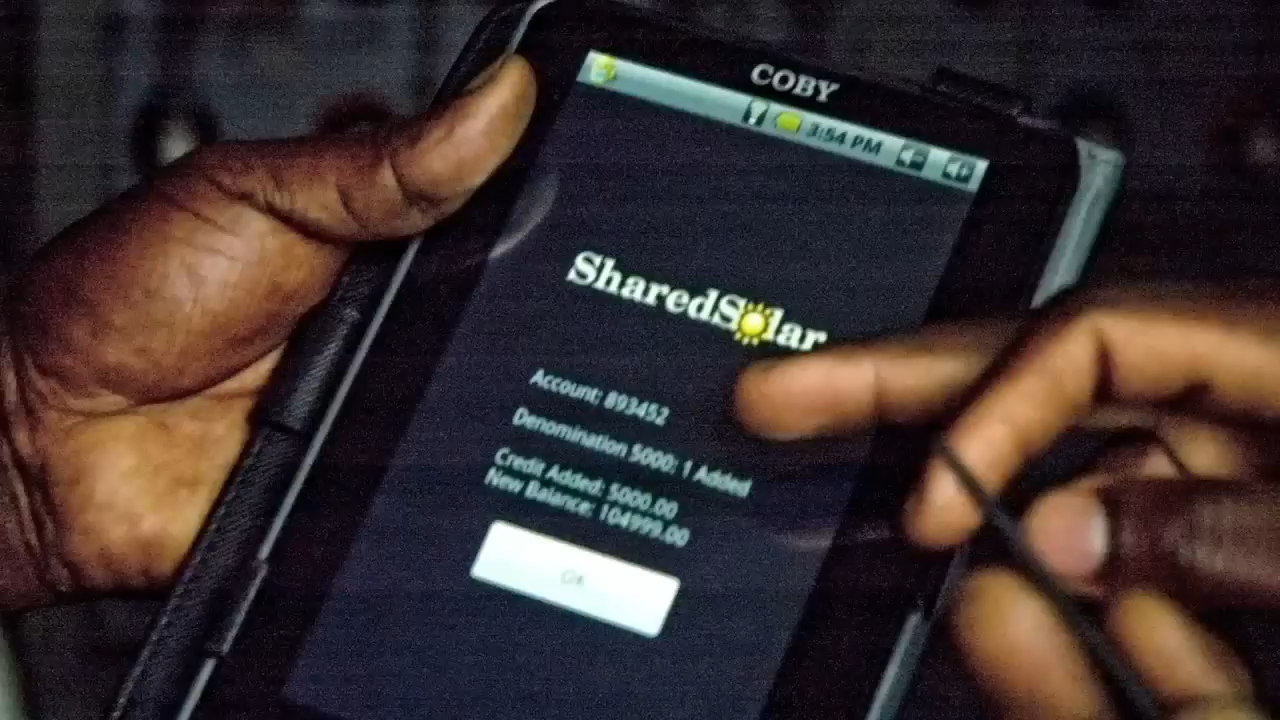 COBY
3:54 PM
SharedSolar
Account: 893452
Denomination 5000: 1 Added
Credit Added: 5000.00
New Balance: 104999.00
OK